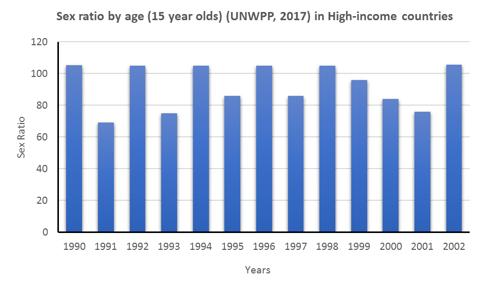 Sex ratio by age (15 year olds) (UNWPP, 2017) in High-income countries
120
100
80
60
40
20
0
Sex Ratio
1990 1991 1992 1993 1994 1995 1996 1997 1998 1999 2000 2001 2002
Years